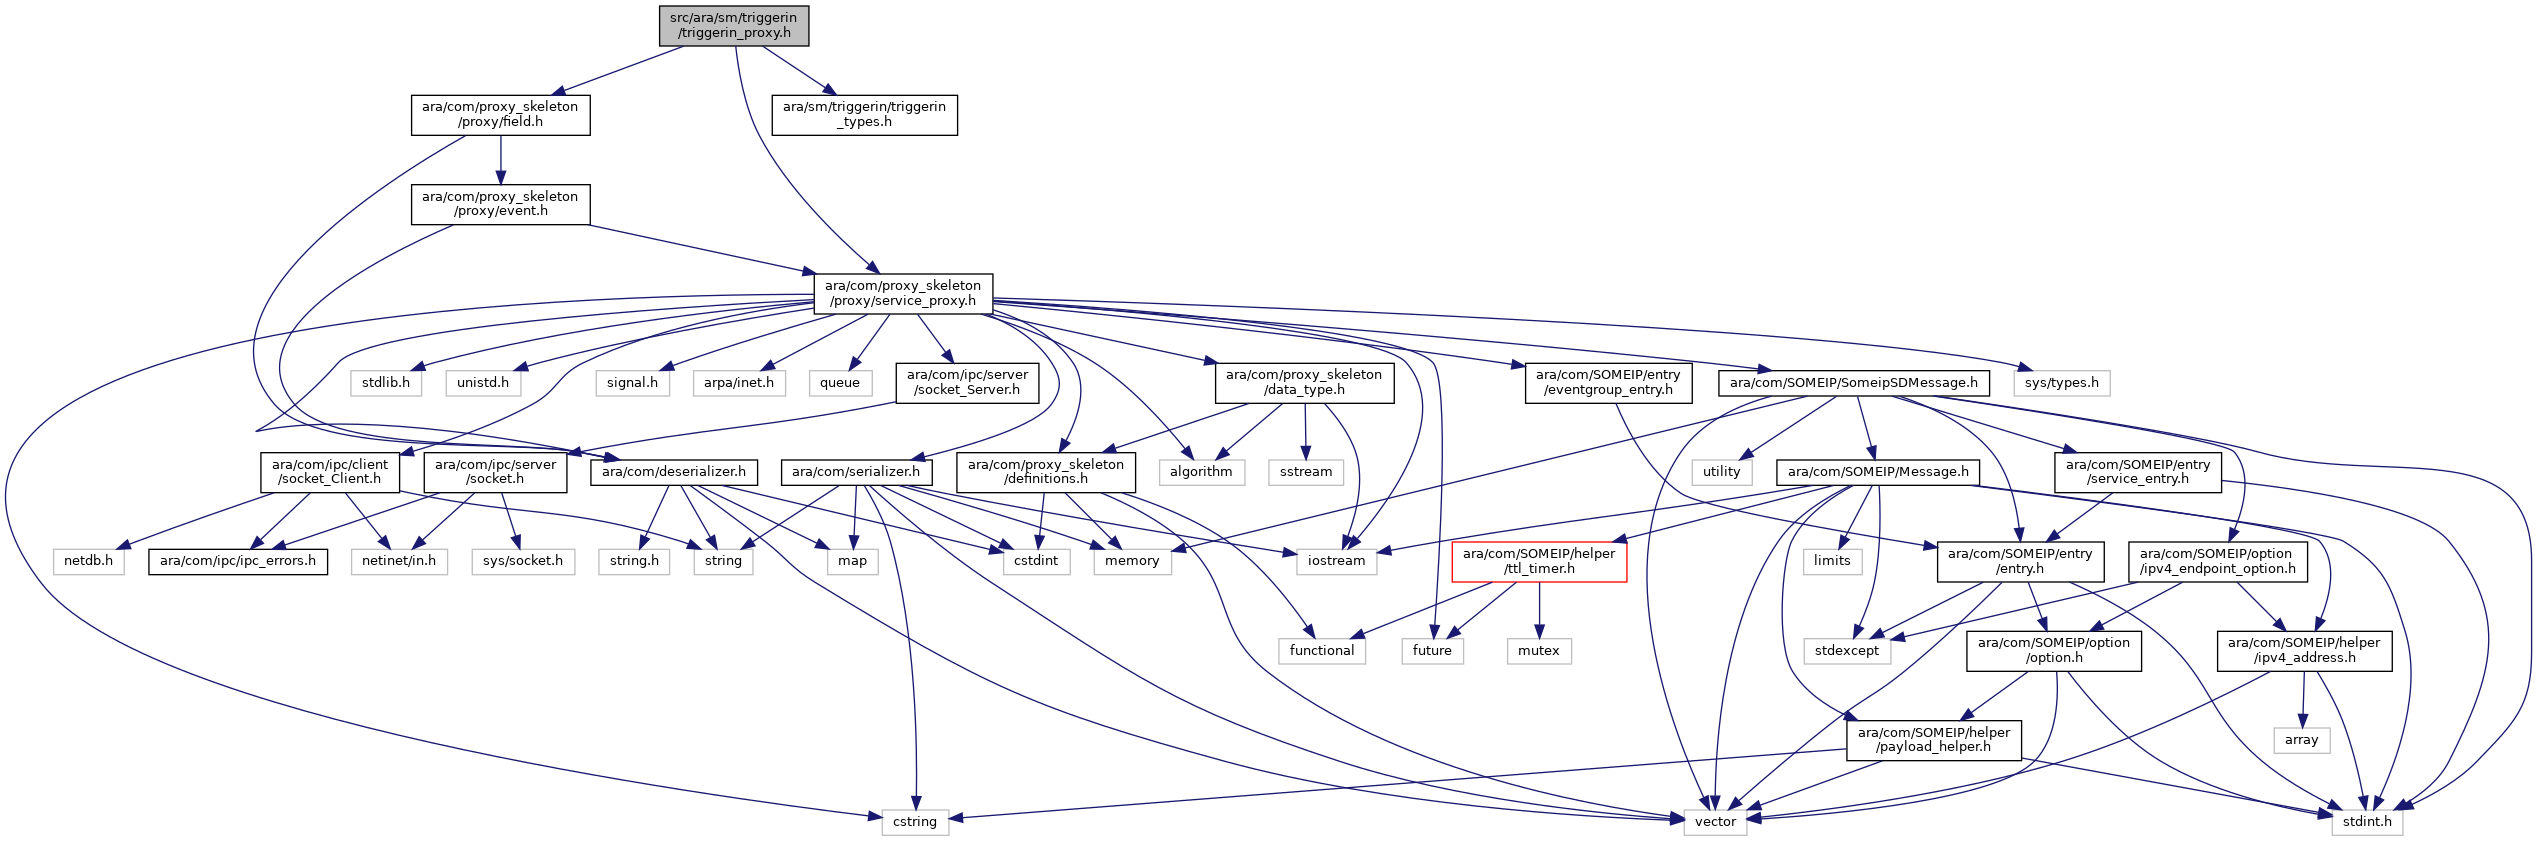 src/ara/sm/triggerin
/triggerin_proxy.h
ara/com/proxy_skeleton
/proxy/field.h
ara/sm/triggerin/triggerin
_types.h
ara/com/proxy_skeleton
/proxy/event.h
ara/com/proxy_skeleton
/proxy/service_proxy.h
stdlib.h
unistd.h
signal.h
arpa/inet.h
queue
ara/com/ipc/server
/socket_Server.h
ara/com/proxy_skeleton
/data_type.h
ara/com/SOMEIP/entry
/eventgroup_entry.h
ara/com/SOMEIP/SomeipSDMessage.h
sys/types.h
ara/com/ipc/client
/socket_Client.h
ara/com/ipc/server
/socket.h
ara/com/deserializer.h
ara/com/serializer.h
ara/com/proxy_skeleton
/definitions.h
algorithm
sstream
utility
ara/com/SOMEIP/Message.h
ara/com/SOMEIP/entry
/service_entry.h
netdb.h
ara/com/ipc/ipc_errors.h
netinet/in.h
sys/socket.h
string.h
string
map
cstdint
memory
iostream
ara/com/SOMEIP/helper
/ttl_timer.h
limits
ara/com/SOMEIP/entry
/entry.h
ara/com/SOMEIP/option
/ipv4_endpoint_option.h
functional
future
mutex
stdexcept
ara/com/SOMEIP/option
/option.h
ara/com/SOMEIP/helper
/ipv4_address.h
ara/com/SOMEIP/helper
/payload_helper.h
array
cstring
vector
stdint.h